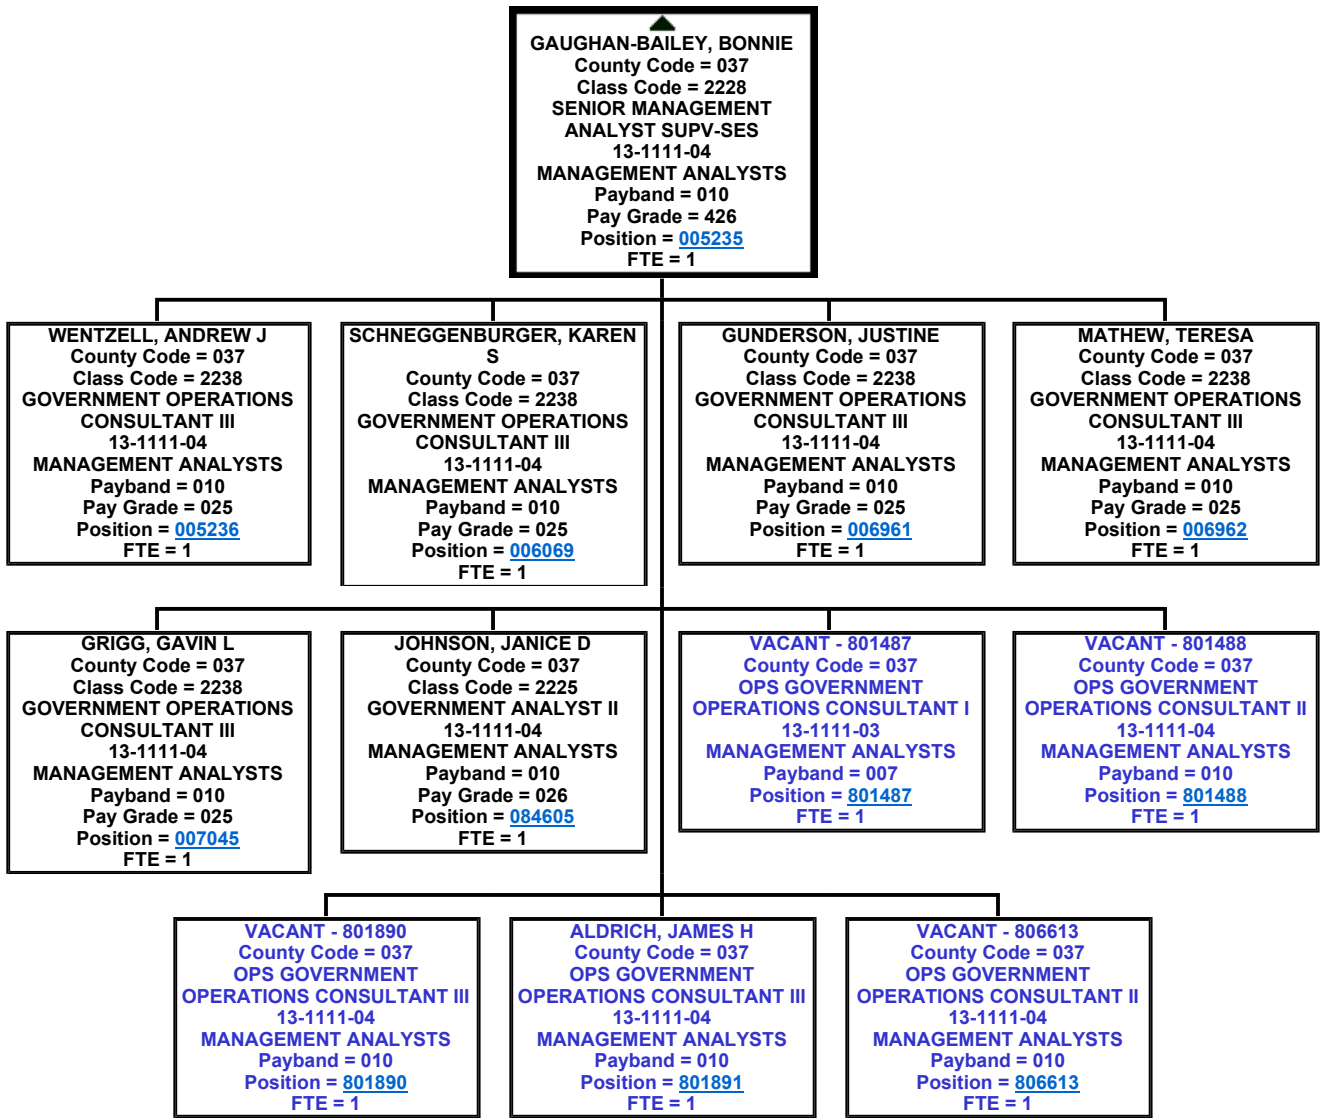 GAUGHAN-BAILEY, BONNIE
County Code = 037
Class Code = 2228
SENIOR MANAGEMENT
ANALYST SUPV-SES
13-1111-04
MANAGEMENT ANALYSTS
Payband = 010
Pay Grade = 426
Position = 005235
FTE = 1
WENTZELL, ANDREW J
County Code = 037
Class Code = 2238
GOVERNMENT OPERATIONS
CONSULTANT III
13-1111-04
MANAGEMENT ANALYSTS
Payband = 010
Pay Grade = 025
Position = 005236
FTE = 1
SCHNEGGENBURGER, KAREN
S
County Code = 037
Class Code = 2238
GOVERNMENT OPERATIONS
CONSULTANT III
13-1111-04
MANAGEMENT ANALYSTS
Payband = 010
Pay Grade = 025
Position = 006069
FTE = 1
GUNDERSON, JUSTINE
County Code = 037
Class Code = 2238
GOVERNMENT OPERATIONS
CONSULTANT III
13-1111-04
MANAGEMENT ANALYSTS
Payband = 010
Pay Grade = 025
Position = 006961
FTE = 1
MATHEW, TERESA
County Code = 037
Class Code = 2238
GOVERNMENT OPERATIONS
CONSULTANT III
13-1111-04
MANAGEMENT ANALYSTS
Payband = 010
Pay Grade = 025
Position = 006962
FTE = 1
GRIGG, GAVIN L
County Code = 037
Class Code = 2238
GOVERNMENT OPERATIONS
CONSULTANT III
13-1111-04
MANAGEMENT ANALYSTS
Payband = 010
Pay Grade = 025
Position = 007045
FTE = 1
JOHNSON, JANICE D
County Code = 037
Class Code = 2225
GOVERNMENT ANALYST II
13-1111-04
MANAGEMENT ANALYSTS
Payband = 010
Pay Grade = 026
Position = 084605
FTE = 1
VACANT - 801487
County Code = 037
OPS GOVERNMENT
OPERATIONS CONSULTANT I
13-1111-03
MANAGEMENT ANALYSTS
Payband = 007
Position = 801487
FTE = 1
VACANT - 801488
County Code = 037
OPS GOVERNMENT
OPERATIONS CONSULTANT II
13-1111-04
MANAGEMENT ANALYSTS
Payband = 010
Position = 801488
FTE = 1
VACANT - 801890
County Code = 037
OPS GOVERNMENT
OPERATIONS CONSULTANT III
13-1111-04
MANAGEMENT ANALYSTS
Payband = 010
Position = 801890
FTE = 1
ALDRICH, JAMES H
County Code = 037
OPS GOVERNMENT
OPERATIONS CONSULTANT III
13-1111-04
MANAGEMENT ANALYSTS
Payband = 010
Position = 801891
FTE = 1
VACANT - 806613
County Code = 037
OPS GOVERNMENT
OPERATIONS CONSULTANT II
13-1111-04
MANAGEMENT ANALYSTS
Payband = 010
Position = 806613
FTE = 1